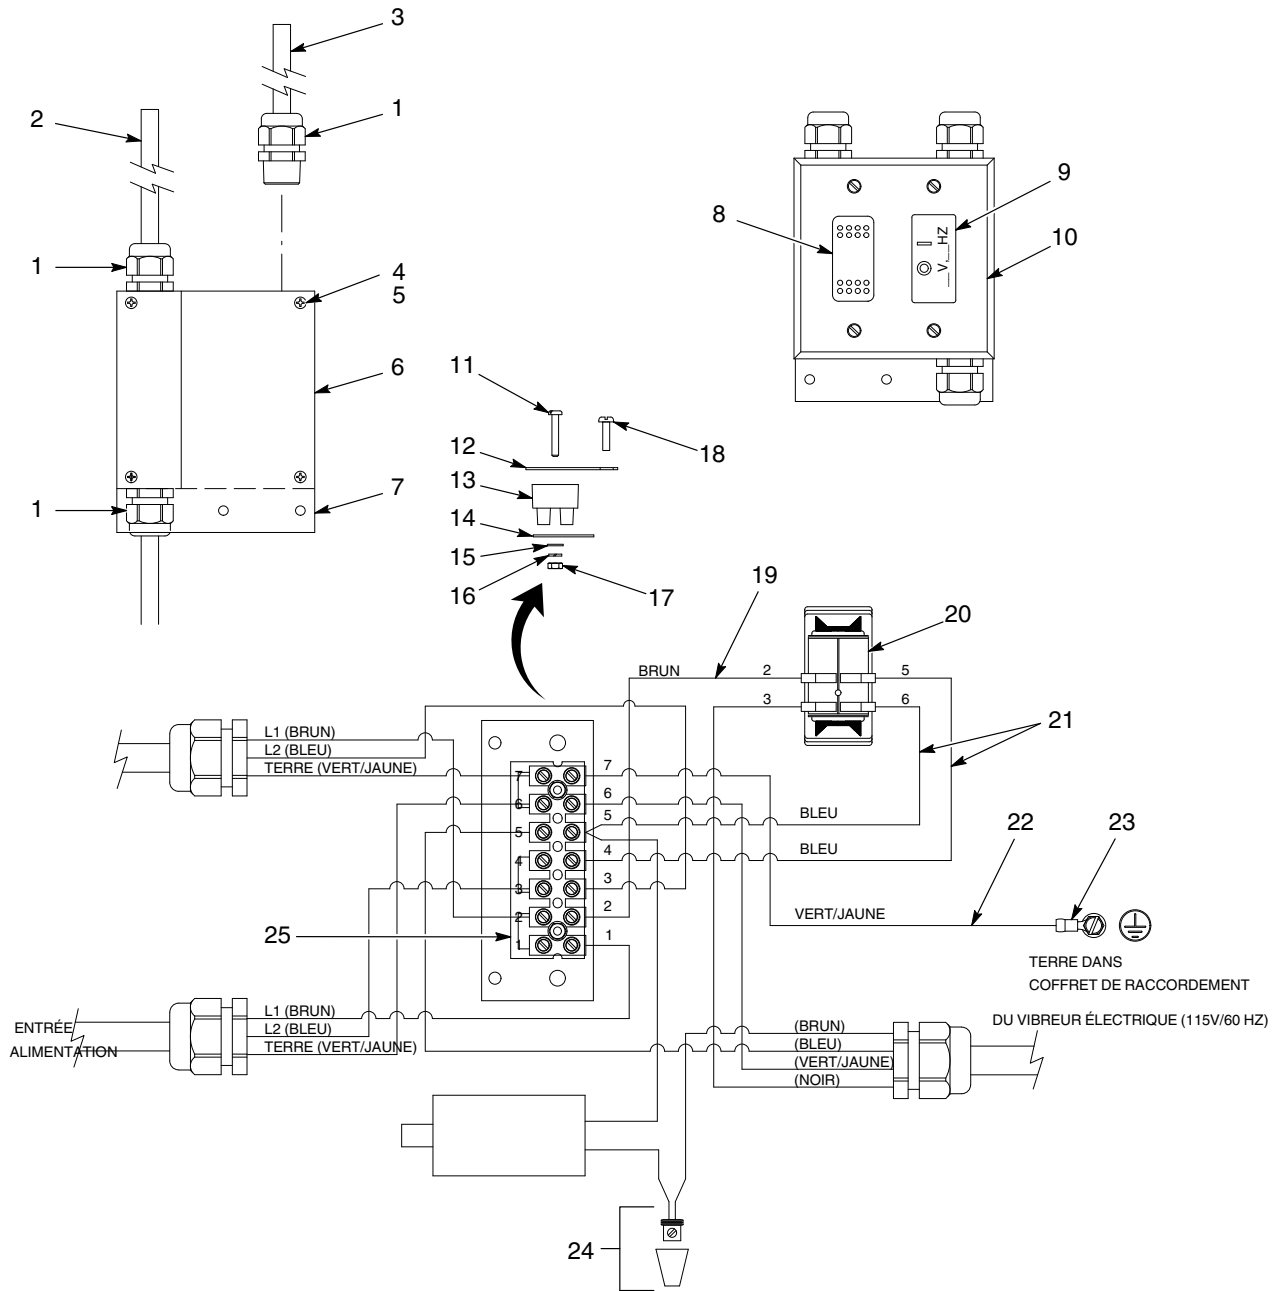 3
2
1
1
4
5
6
7
1
8
9
10
__V.__HZ
11
12
13
14
15
16
17
18
19
20
BRUN
2
3
5
6
21
L1 (BRUN)
L2 (BLEU)
TERRE (VERT/JAUNE)
7
6
5
4
3
2
1
7
6
5
4
3
2
1
BLEU
BLEU
22
23
VERT/JAUNE
25
TERRE DANS
COFFRET DE RACCORDEMENT
ENTRÉE
ALIMENTATION
L1 (BRUN)
L2 (BLEU)
TERRE (VERT/JAUNE)
DU VIBREUR ÉLECTRIQUE (115V/60 HZ)
(BRUN)
(BLEU)
(VERT/JAUNE)
(NOIR)
24